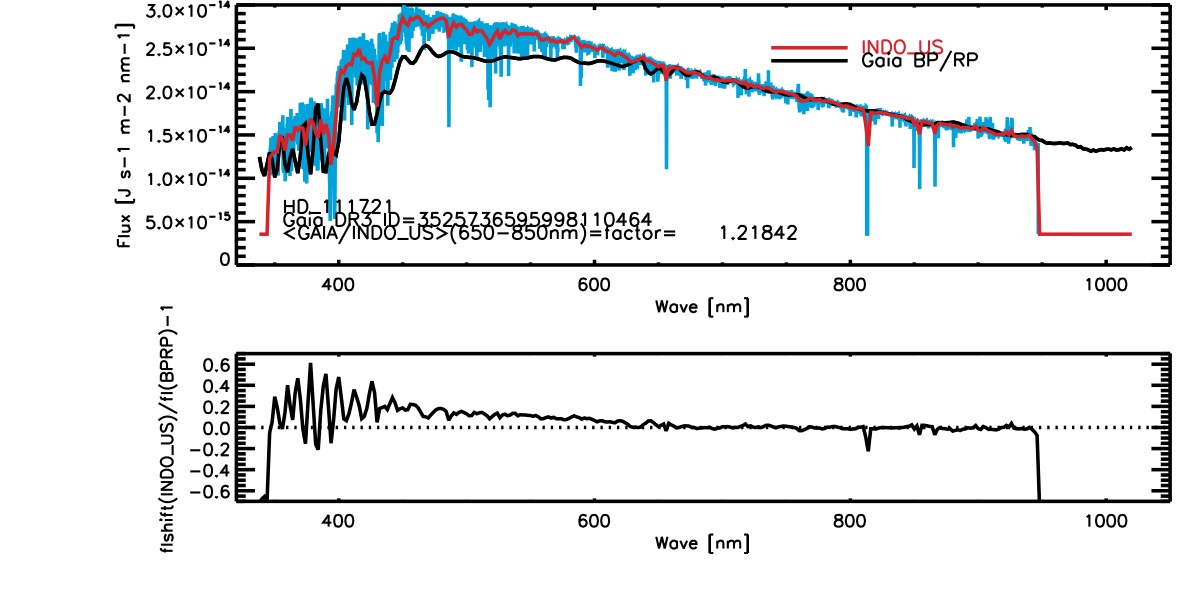 3.0×10⁻¹⁴
2.5×10⁻¹⁴
2.0×10⁻¹⁴
1.5×10⁻¹⁴
1.0×10⁻¹⁴
5.0×10⁻¹⁵
0
Flux [J s−1 m−2 nm−1]
INDO_US
Gaia BP/RP
HD_111721
Gaia DR3 ID=3525736595998110464
<GAIA/INDO_US>(650−850nm)=factor= 1.21842
400 600 800 1000
Wave [nm]
flshift(INDO_US)/fl(BPRP)−1
0.6
0.4
0.2
0.0
−0.2
−0.4
−0.6
400 600 800 1000
Wave [nm]